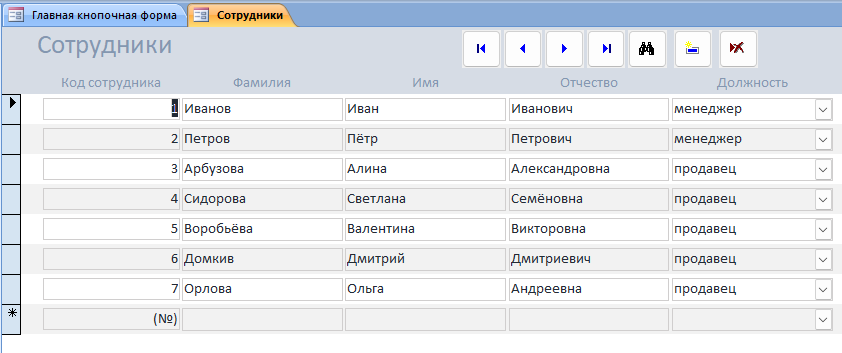 Главная кнопочная форма Сотрудники
Сотрудники
Код сотрудника Фамилия Имя Отчество Должность
1 Иванов Иван Иванович менеджер
2 Петров Пётр Петрович менеджер
3 Арбузова Алина Александровна продавец
4 Сидорова Светлана Семёновна продавец
5 Воробьёва Валентина Викторовна продавец
6 Домкив Дмитрий Дмитриевич продавец
7 Орлова Ольга Андреевна продавец
(№)